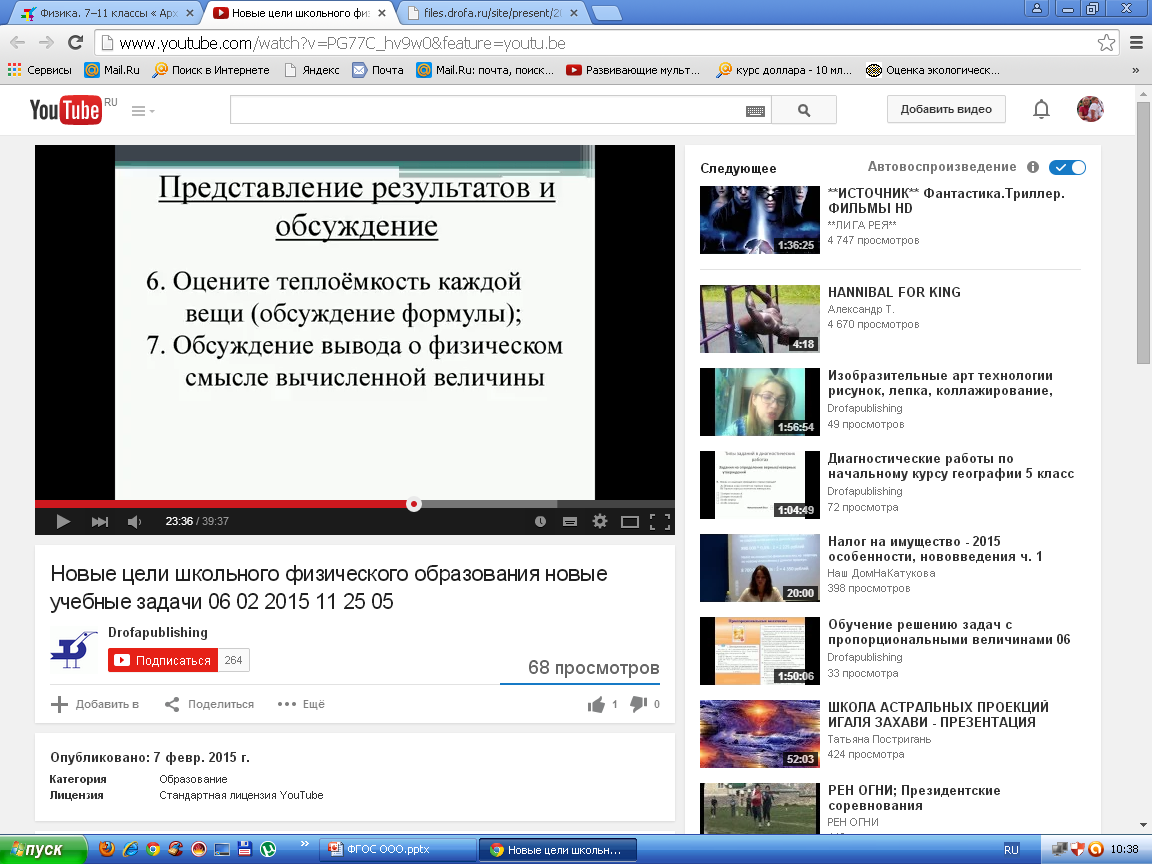 Физика. 7–11 классы « Арх
Новые цели школьного физ
files.drofa.ru/site/present/20
www.youtube.com/watch?v=PG77C_hv9w0&feature=youtu.be
Сервисы
Mail.Ru
Поиск в Интернете
Яндекс
Почта
Mail.Ru: почта, поиск...
Развивающие мульт...
курс доллара - 10 мл...
Оценка экологическ...
»
YouTube RU
Добавить видео
Представление результатов и
обсуждение
6. Оцените теплоёмкость каждой
вещи (обсуждение формулы);
7. Обсуждение вывода о физическом
смысле вычисленной величины
23:36 / 39:37
Новые цели школьного физического образования новые
учебные задачи 06 02 2015 11 25 05
Drofapublishing
Подписаться 264
68 просмотров
Добавить в
Поделиться
Ещё
1
0
Опубликовано: 7 февр. 2015 г.
Категория Образование
Лицензия Стандартная лицензия YouTube
Следующее
Автовоспроизведение
**ИСТОЧНИК** Фантастика.Триллер.
ФИЛЬМЫ HD
**ЛИГА РЕЯ**
4 747 просмотров
1:36:25
HANNIBAL FOR KING
Александр Т.
4 670 просмотров
4:18
Изобразительные арт технологии
рисунок, лепка, коллажирование,
Drofapublishing
49 просмотров
1:56:54
Диагностические работы по
начальному курсу географии 5 класс
Drofapublishing
72 просмотра
1:04:49
Налог на имущество - 2015
особенности, нововведения ч. 1
Наш ДомНаКатукова
398 просмотров
20:00
Обучение решению задач с
пропорциональными величинами 06
Drofapublishing
33 просмотра
1:50:06
ШКОЛА АСТРАЛЬНЫХ ПРОЕКЦИЙ
ИГАЛЯ ЗАХАВИ - ПРЕЗЕНТАЦИЯ
Татьяна Постригань
424 просмотра
52:03
РЕН ОГНИ; Президентские
соревнования
РЕН ОГНИ
пуск
»
ФГОС ООО.pptx
Новые цели школьн...
RU
10:38